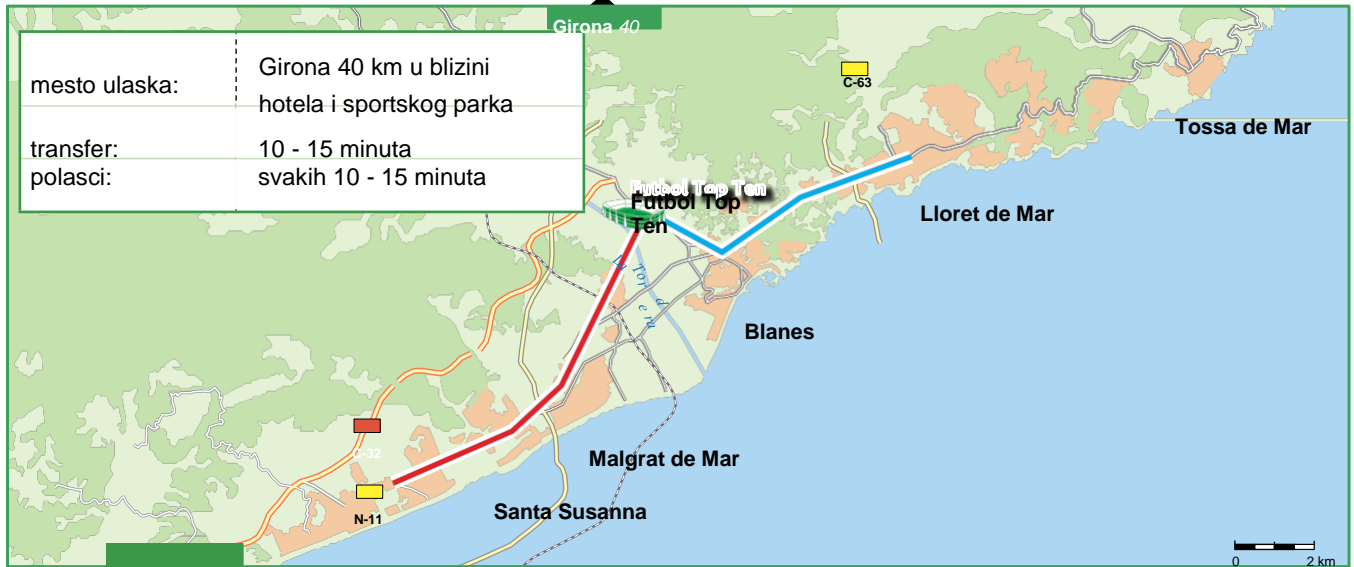 Girona 40
mesto ulaska:
Girona 40 km u blizini
hotela i sportskog parka
transfer:
10 - 15 minuta
polasci:
svakih 10 - 15 minuta
C-63
Tossa de Mar
Futbol Top Ten
Futbol Top
Ten
Lloret de Mar
La Tordera
Blanes
C-32
Malgrat de Mar
N-11
Santa Susanna
0 2 km